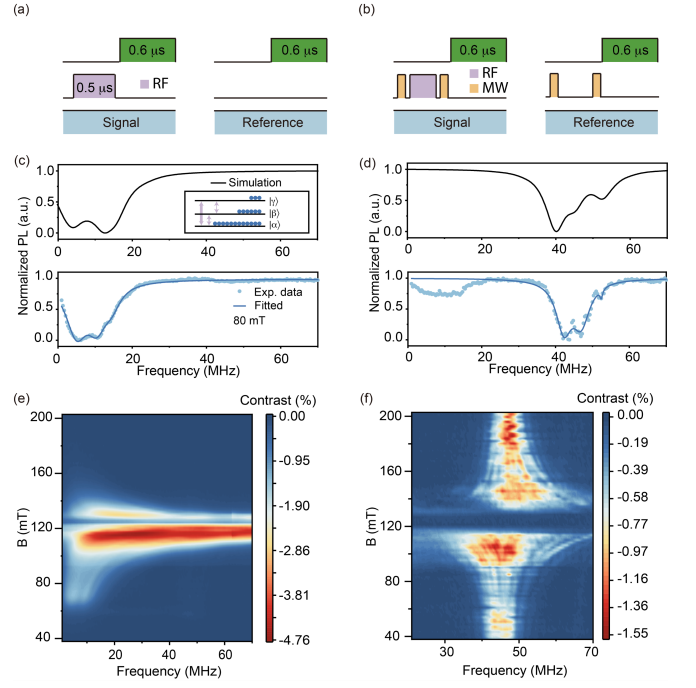 (a)
0.6 μs
0.6 μs
0.5 μs
RF
Signal
Reference
(b)
0.6 μs
0.6 μs
RF
MW
Signal
Reference
(c)
Normalized PL (a.u.)
1.0
0.5
0.0
0 20 40 60
Simulation
|γ⟩
|β⟩
|α⟩
1.0
0.5
0.0
Exp. data
Fitted
80 mT
0 20 40 60
Frequency (MHz)
(d)
Normalized PL (a.u.)
1.0
0.5
0.0
0 20 40 60
1.0
0.5
0.0
0 20 40 60
Frequency (MHz)
(e)
Contrast (%)
B (mT)
200
160
120
80
40
20 40 60
Frequency (MHz)
0.00
-0.95
-1.90
-2.86
-3.81
-4.76
(f)
Contrast (%)
B (mT)
200
160
120
80
40
30 50 70
Frequency (MHz)
0.00
-0.19
-0.39
-0.58
-0.77
-0.97
-1.16
-1.36
-1.55